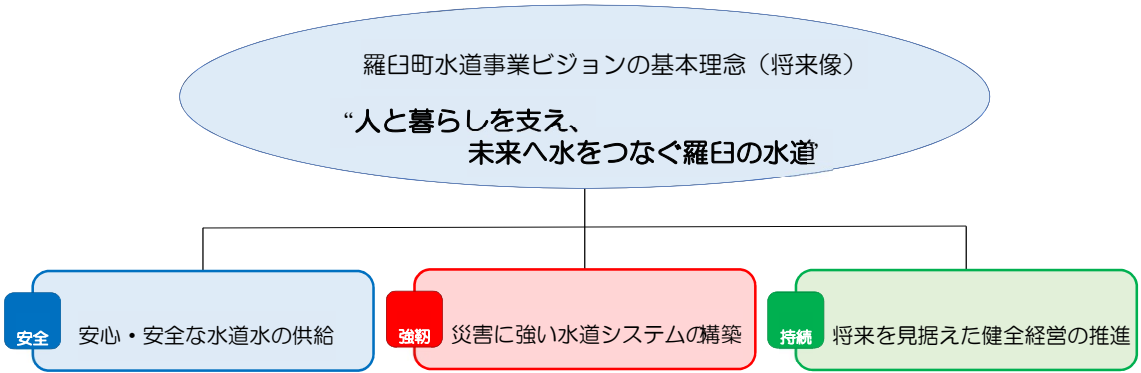 羅臼町水道事業ビジョンの基本理念（将来像）
“人と暮らしを支え、
未来へ水をつなぐ羅臼の水道”
安全
安心・安全な水道水の供給
強靭
災害に強い水道システムの構築
持続
将来を見据えた健全経営の推進